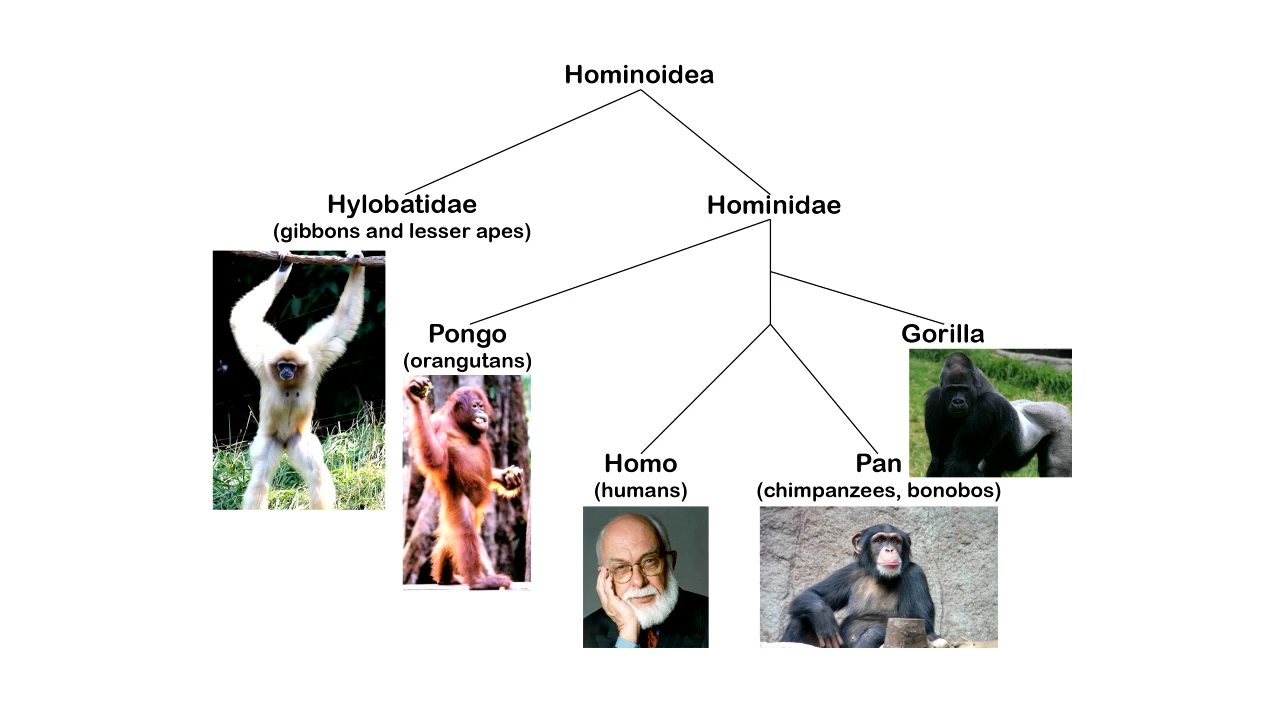 Hominoidea
Hylobatidae
(gibbons and lesser apes)
Hominidae
Pongo
(orangutans)
Gorilla
Homo
(humans)
Pan
(chimpanzees, bonobos)